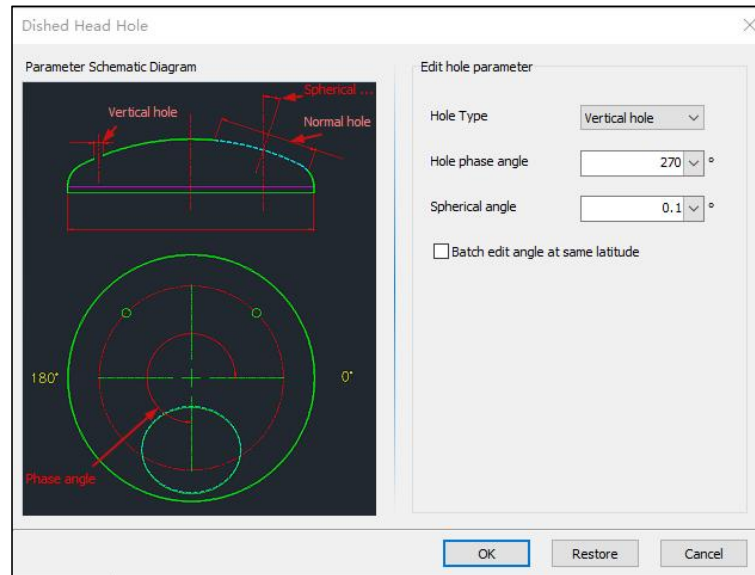 Dished Head Hole
Parameter Schematic Diagram
Spherical ...
Vertical hole
Normal hole
180°
0°
Phase angle
Edit hole parameter
Hole Type
Vertical hole
Hole phase angle
270 °
Spherical angle
0.1 °
Batch edit angle at same latitude
OK
Restore
Cancel